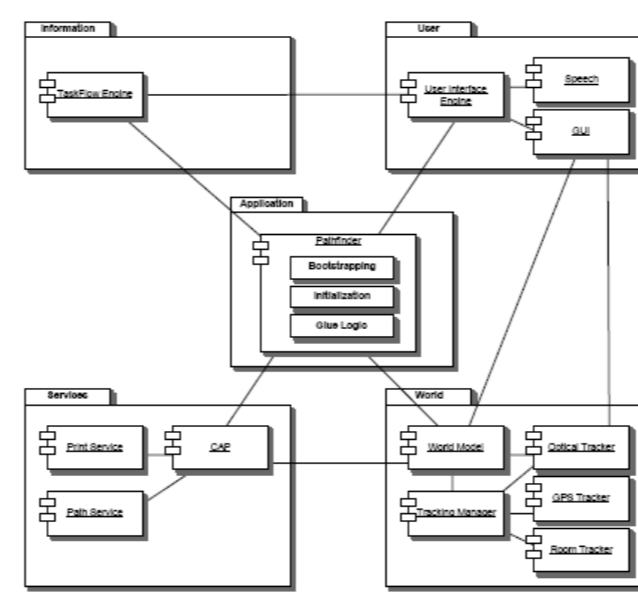 Information
User
TaskFlow Engine
User Interface
Engine
Speech
GUI
Application
Pathfinder
Bootstrapping
Initialization
Glue Logic
Services
World
Print Service
CAP
World Model
Optical Tracker
Path Service
Tracking Manager
GPS Tracker
Room Tracker